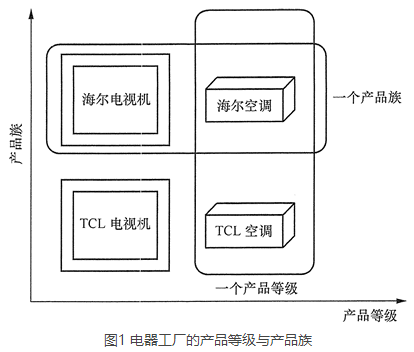 海尔电视机
海尔空调
一个产品族
产品族
TCL 电视机
TCL 空调
一个产品等级
产品等级
图1 电器工厂的产品等级与产品族